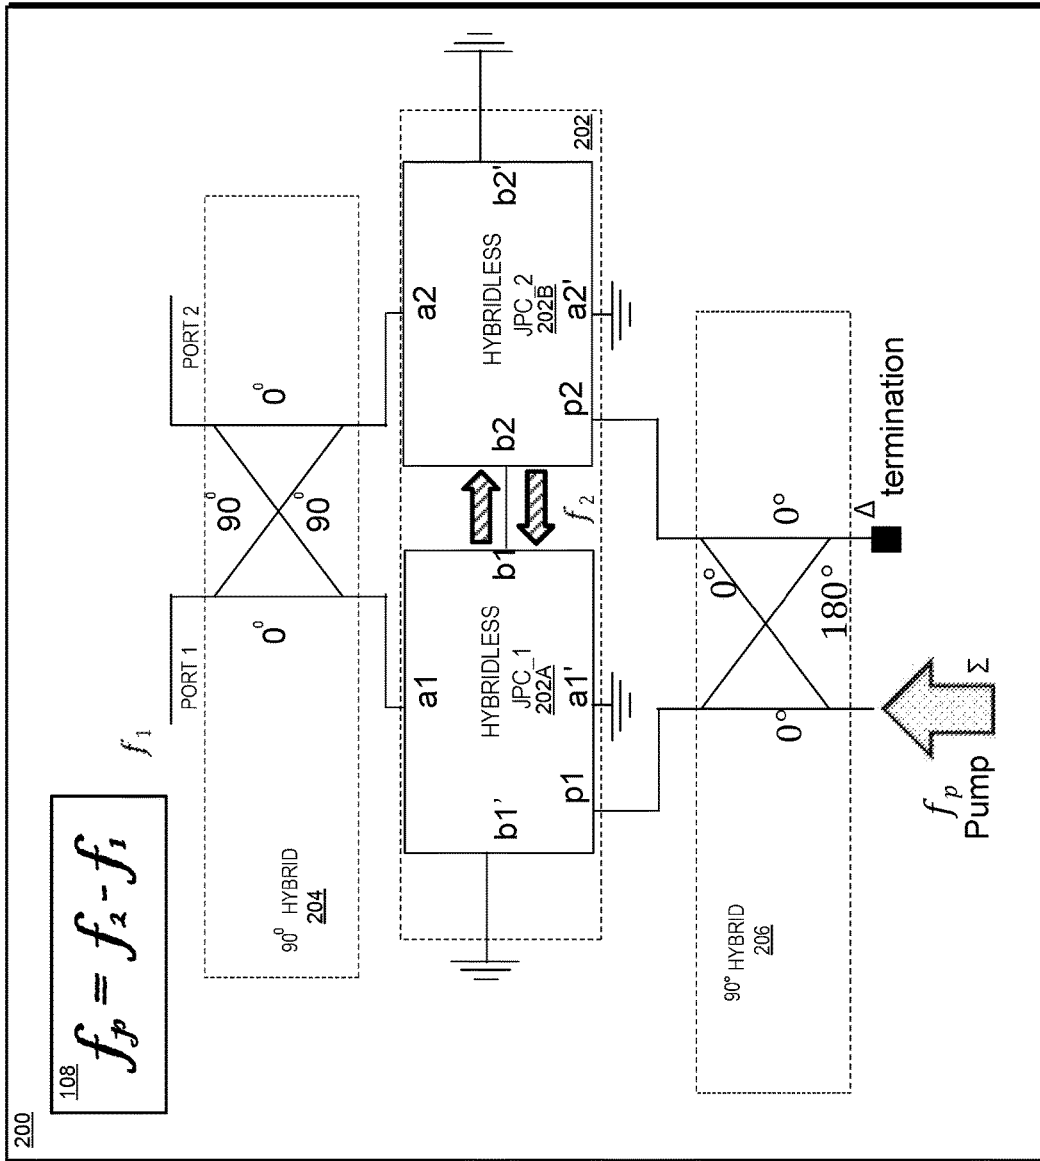 200
108
f_p = f_2 - f_1
f_1
PORT 1
PORT 2
90° HYBRID
204
0°
90°
90°
0°
202
a1
b1'
HYBRIDLESS
JPC_1
202A
b1
p1
a1'
f_2
a2
b2
HYBRIDLESS
JPC_2
202B
b2'
p2
a2'
90° HYBRID
206
0°
0°
180°
0°
Σ
Δ
f_p
Pump
termination